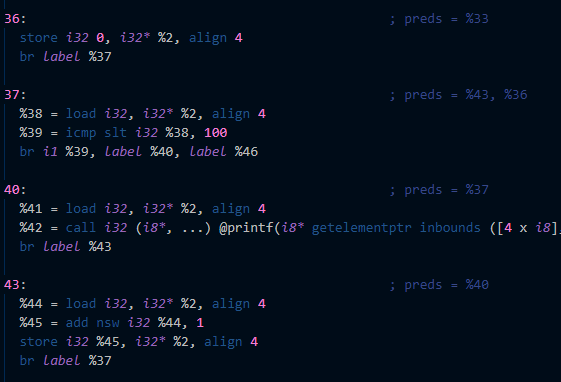 36:                                               ; preds = %33
  store i32 0, i32* %2, align 4
  br label %37
37:                                               ; preds = %43, %36
  %38 = load i32, i32* %2, align 4
  %39 = icmp slt i32 %38, 100
  br i1 %39, label %40, label %46
40:                                               ; preds = %37
  %41 = load i32, i32* %2, align 4
  %42 = call i32 (i8*, ...) @printf(i8* getelementptr inbounds ([4 x i8],
  br label %43
43:                                               ; preds = %40
  %44 = load i32, i32* %2, align 4
  %45 = add nsw i32 %44, 1
  store i32 %45, i32* %2, align 4
  br label %37